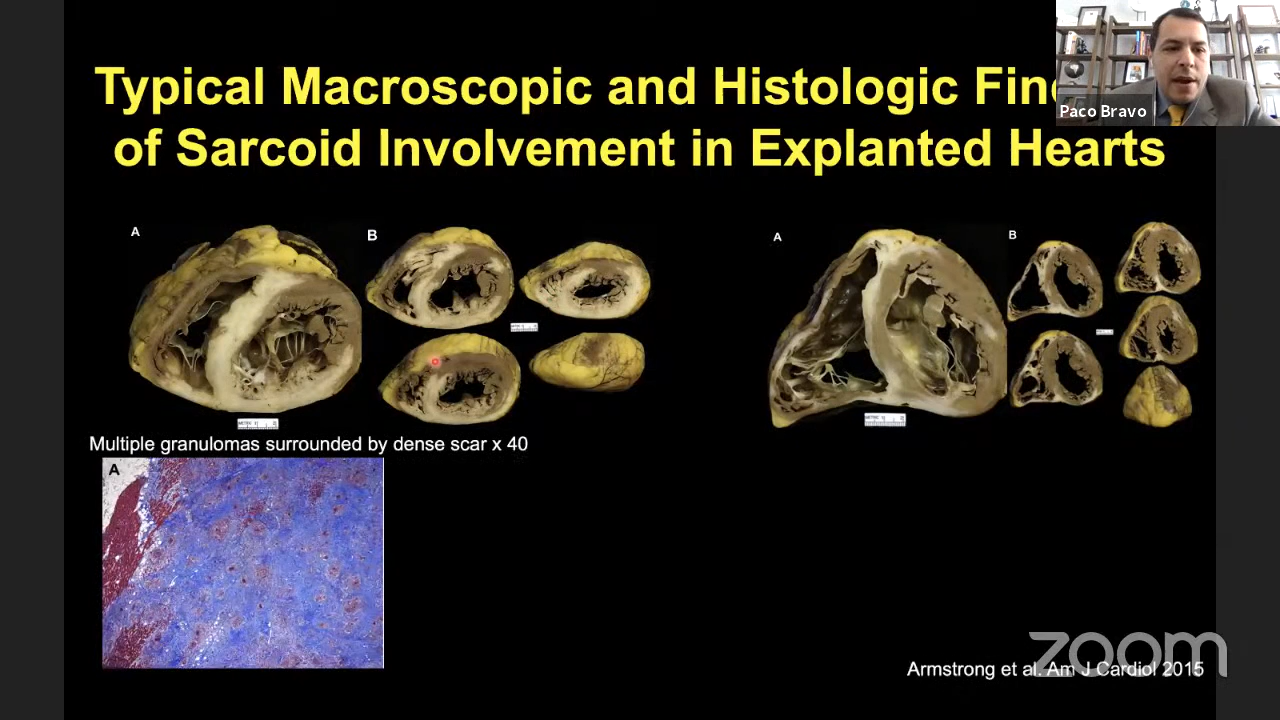 Typical Macroscopic and Histologic
of Sarcoid Involvement in Explanted Hearts
Paco Bravo
A
B
A
B
Multiple granulomas surrounded by dense scar x 40
A
zoom
Armstrong et al. Am J Cardiol 2015